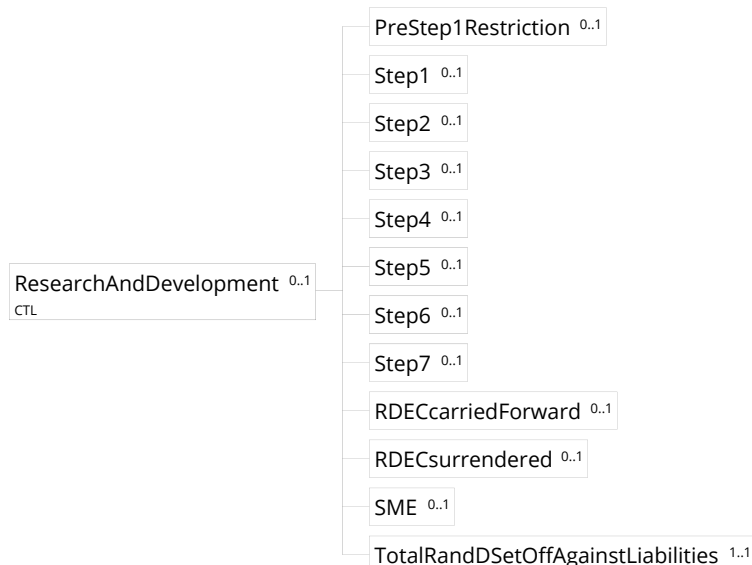 PreStep1Restriction 0..1
Step1 0..1
Step2 0..1
Step3 0..1
Step4 0..1
Step5 0..1
Step6 0..1
Step7 0..1
ResearchAndDevelopment 0..1
CTL
RDECcarriedForward 0..1
RDECsurrendered 0..1
SME 0..1
TotalRandDSetOffAgainstLiabilities 1..1